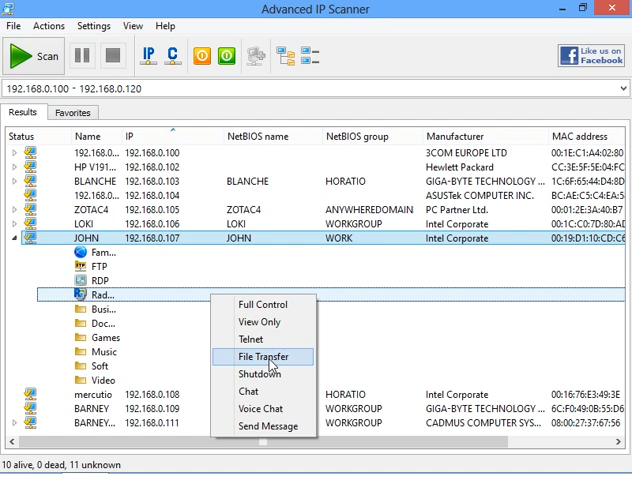 Advanced IP Scanner
File Actions Settings View Help
Scan IP C Like us on Facebook
192.168.0.100 - 192.168.0.120
Results Favorites
Status Name IP NetBIOS name NetBIOS group Manufacturer MAC address
192.168.0... 192.168.0.100 3COM EUROPE LTD 00:1E:C1:A4:02:80
HP V191... 192.168.0.102 Hewlett Packard CC:3E:5F:5E:04:FC
BLANCHE 192.168.0.103 BLANCHE HORATIO GIGA-BYTE TECHNOLOGY ... 1C:6F:65:44:D4:8D
192.168.0... 192.168.0.104 ASUSTek COMPUTER INC. BC:AE:C5:C4:EA:5
ZOTAC4 192.168.0.105 ZOTAC4 ANYWHEREDOMAIN PC Partner Ltd. 00:01:2E:3A:40:B7
LOKI 192.168.0.106 LOKI WORKGROUP Intel Corporate 00:1C:C0:7D:80:AD
JOHN 192.168.0.107 JOHN WORK Intel Corporate 00:19:D1:10:CD:C6
Fam...
FTP
RDP
Rad...
Busi...
Doc...
Games
Music
Soft
Video
Full Control
View Only
Telnet
File Transfer
Shutdown
Chat
Voice Chat
Send Message
mercutio 192.168.0.108 HORATIO Intel Corporate 00:16:76:E3:49:3E
BARNEY 192.168.0.109 WORKGROUP GIGA-BYTE TECHNOLOGY ... 6C:F0:49:0B:55:D6
BARNEY... 192.168.0.111 WORKGROUP CADMUS COMPUTER SYS... 08:00:27:37:67:56
10 alive, 0 dead, 11 unknown